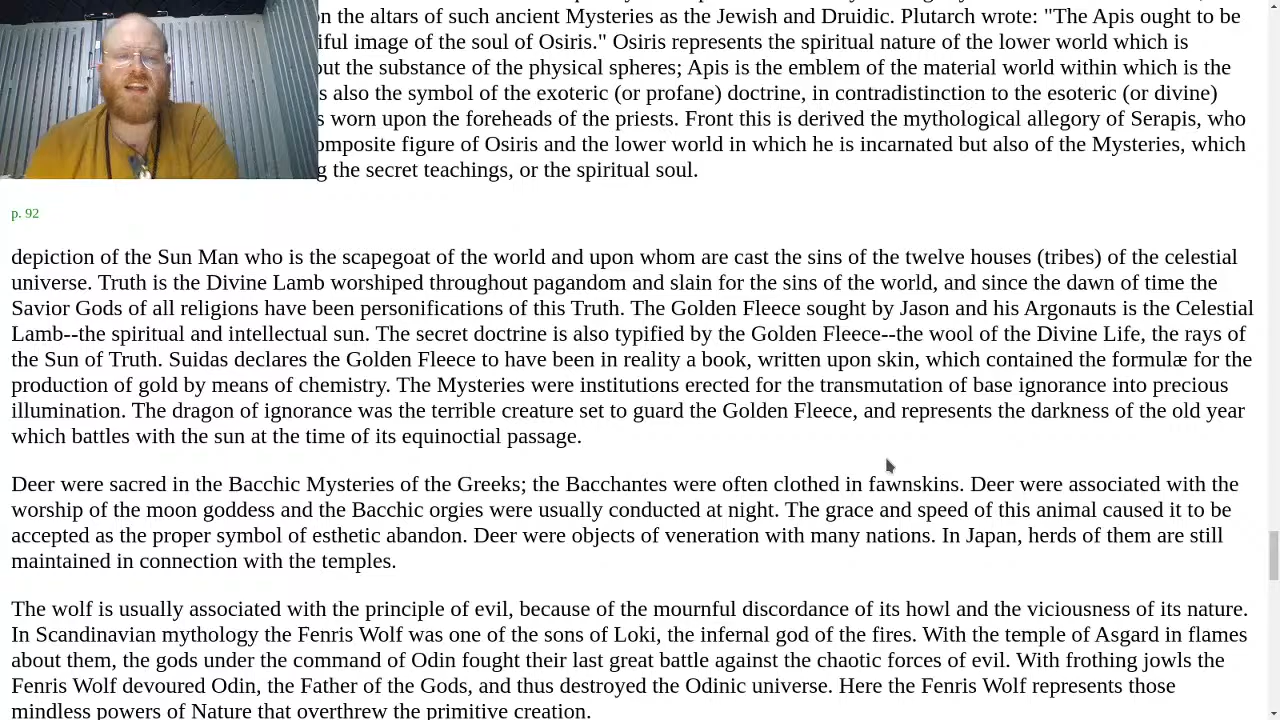 n the altars of such ancient Mysteries as the Jewish and Druidic. Plutarch wrote: "The Apis ought to be
iful image of the soul of Osiris." Osiris represents the spiritual nature of the lower world which is
out the substance of the physical spheres; Apis is the emblem of the material world within which is the
s also the symbol of the exoteric (or profane) doctrine, in contradistinction to the esoteric (or divine)
s worn upon the foreheads of the priests. Front this is derived the mythological allegory of Serapis, who
omposite figure of Osiris and the lower world in which he is incarnated but also of the Mysteries, which
g the secret teachings, or the spiritual soul.
p. 92
depiction of the Sun Man who is the scapegoat of the world and upon whom are cast the sins of the twelve houses (tribes) of the celestial
universe. Truth is the Divine Lamb worshiped throughout pagandom and slain for the sins of the world, and since the dawn of time the
Savior Gods of all religions have been personifications of this Truth. The Golden Fleece sought by Jason and his Argonauts is the Celestial
Lamb--the spiritual and intellectual sun. The secret doctrine is also typified by the Golden Fleece--the wool of the Divine Life, the rays of
the Sun of Truth. Suidas declares the Golden Fleece to have been in reality a book, written upon skin, which contained the formulæ for the
production of gold by means of chemistry. The Mysteries were institutions erected for the transmutation of base ignorance into precious
illumination. The dragon of ignorance was the terrible creature set to guard the Golden Fleece, and represents the darkness of the old year
which battles with the sun at the time of its equinoctial passage.
Deer were sacred in the Bacchic Mysteries of the Greeks; the Bacchantes were often clothed in fawnskins. Deer were associated with the
worship of the moon goddess and the Bacchic orgies were usually conducted at night. The grace and speed of this animal caused it to be
accepted as the proper symbol of esthetic abandon. Deer were objects of veneration with many nations. In Japan, herds of them are still
maintained in connection with the temples.
The wolf is usually associated with the principle of evil, because of the mournful discordance of its howl and the viciousness of its nature.
In Scandinavian mythology the Fenris Wolf was one of the sons of Loki, the infernal god of the fires. With the temple of Asgard in flames
about them, the gods under the command of Odin fought their last great battle against the chaotic forces of evil. With frothing jowls the
Fenris Wolf devoured Odin, the Father of the Gods, and thus destroyed the Odinic universe. Here the Fenris Wolf represents those
mindless powers of Nature that overthrew the primitive creation.